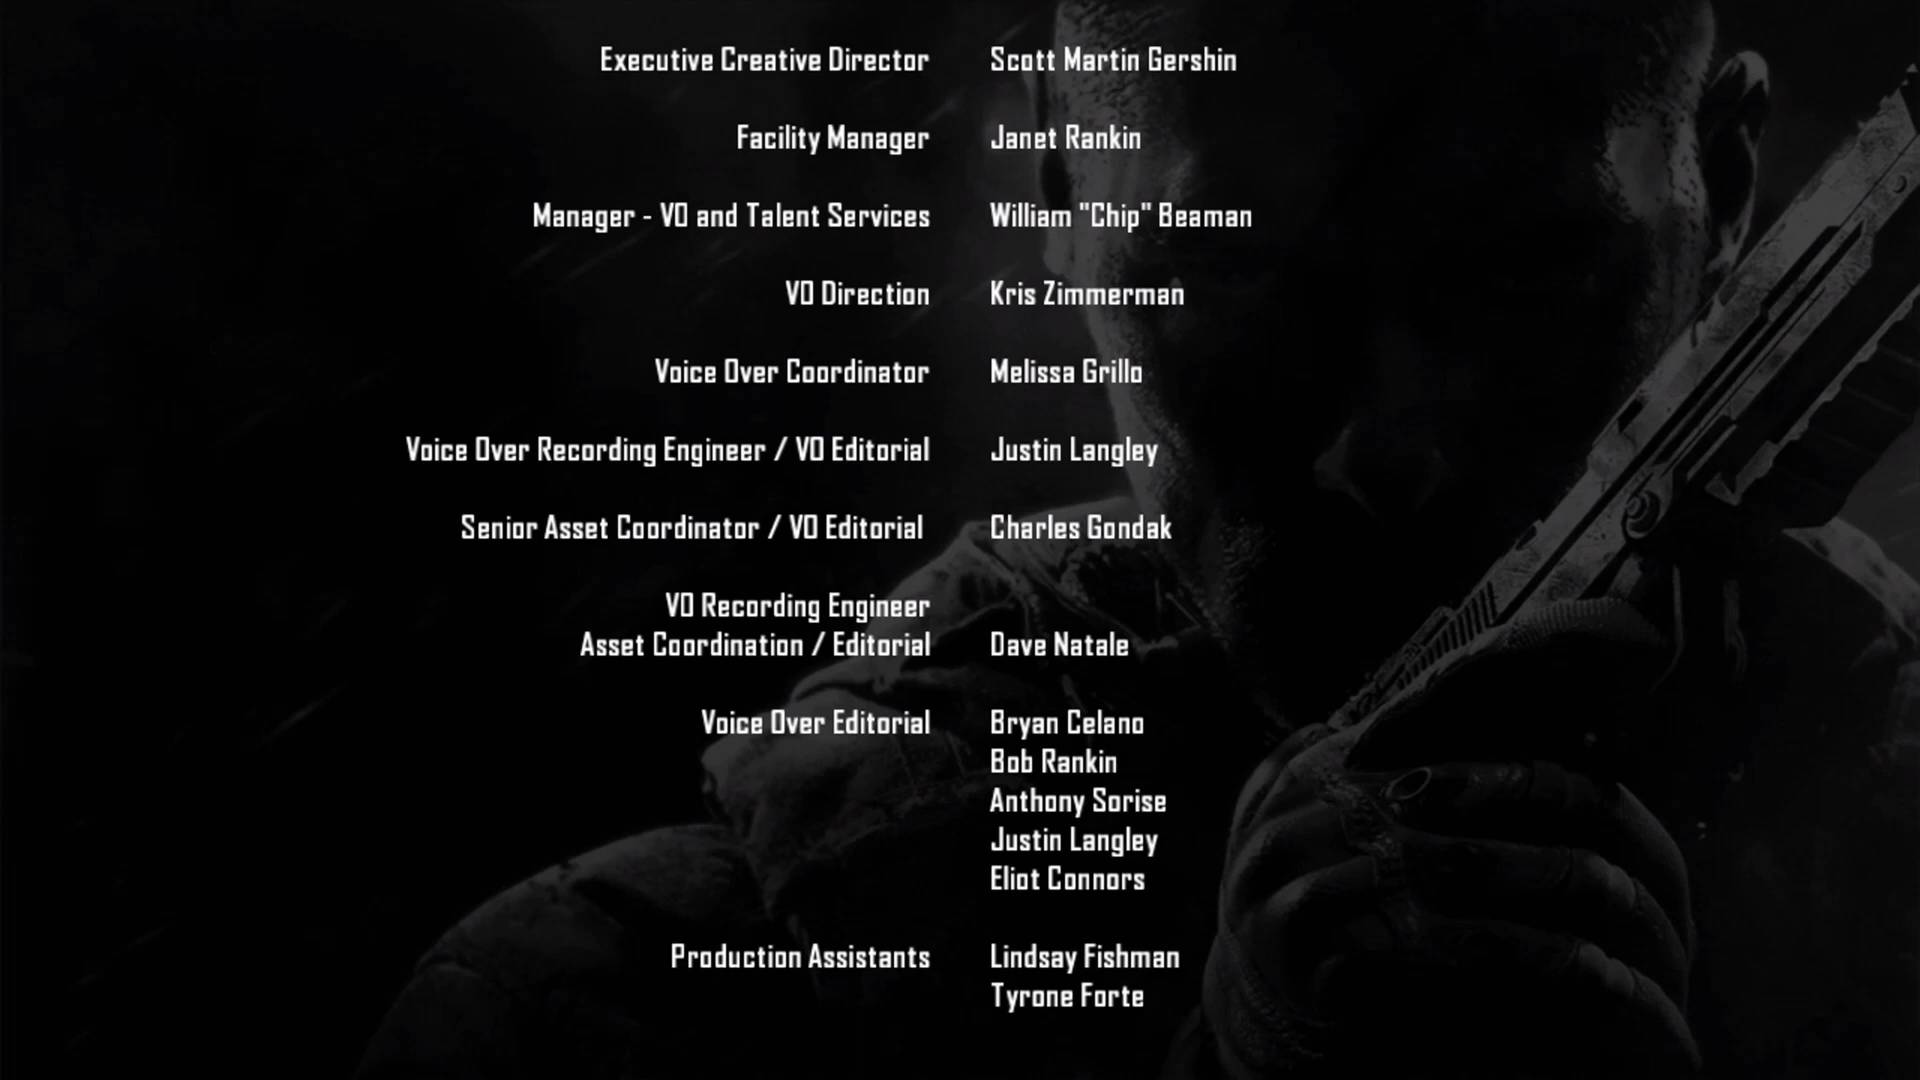 Executive Creative Director Scott Martin Gershin
Facility Manager Janet Rankin
Manager - VO and Talent Services William "Chip" Beaman
VO Direction Kris Zimmerman
Voice Over Coordinator Melissa Grillo
Voice Over Recording Engineer / VO Editorial Justin Langley
Senior Asset Coordinator / VO Editorial Charles Gondak
VO Recording Engineer
Asset Coordination / Editorial Dave Natale
Voice Over Editorial Bryan Celano
Bob Rankin
Anthony Sorise
Justin Langley
Eliot Connors
Production Assistants Lindsay Fishman
Tyrone Forte